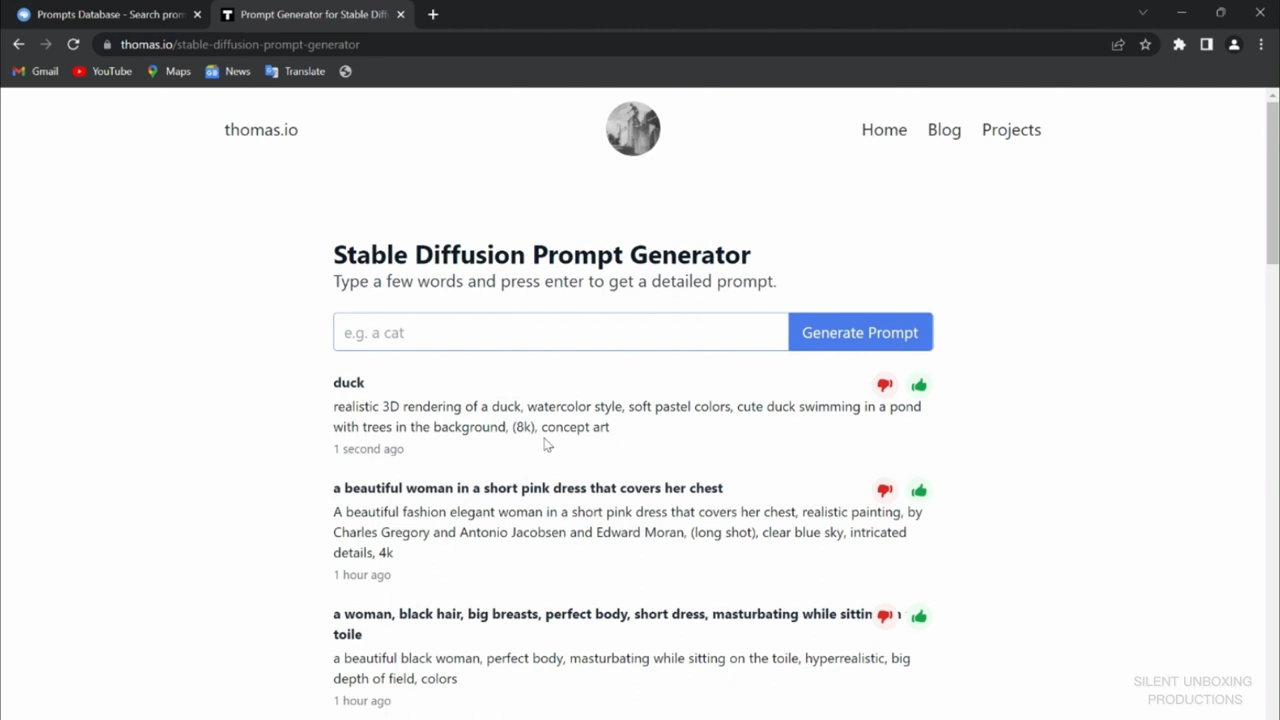 Prompts Database - Search pro
Prompt Generator for Stable Diff
thomas.io/stable-diffusion-prompt-generator
Gmail YouTube Maps News Translate
thomas.io
Home Blog Projects
Stable Diffusion Prompt Generator
Type a few words and press enter to get a detailed prompt.
e.g. a cat Generate Prompt
duck
realistic 3D rendering of a duck, watercolor style, soft pastel colors, cute duck swimming in a pond
with trees in the background, (8k), concept art
1 second ago
a beautiful woman in a short pink dress that covers her chest
A beautiful fashion elegant woman in a short pink dress that covers her chest, realistic painting, by
Charles Gregory and Antonio Jacobsen and Edward Moran, (long shot), clear blue sky, intricated
details, 4k
1 hour ago
a woman, black hair, big breasts, perfect body, short dress, masturbating while sittin
toile
a beautiful black woman, perfect body, masturbating while sitting on the toile, hyperrealistic, big
depth of field, colors
1 hour ago
SILENT UNBOXING
PRODUCTIONS